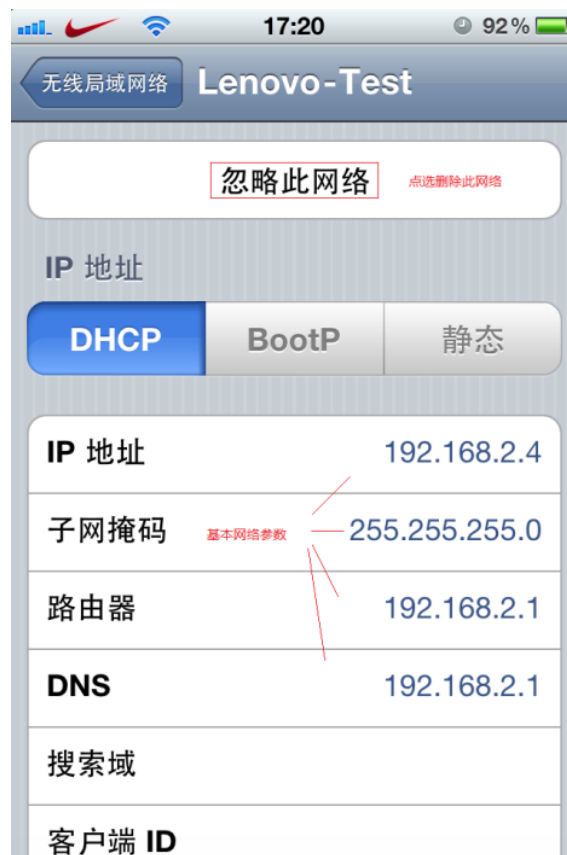 17:20
92%
无线局域网络
Lenovo-Test
忽略此网络
点选删除此网络
IP 地址
DHCP
BootP
静态
IP 地址
192.168.2.4
子网掩码
基本网络参数
255.255.255.0
路由器
192.168.2.1
DNS
192.168.2.1
搜索域
客户端 ID